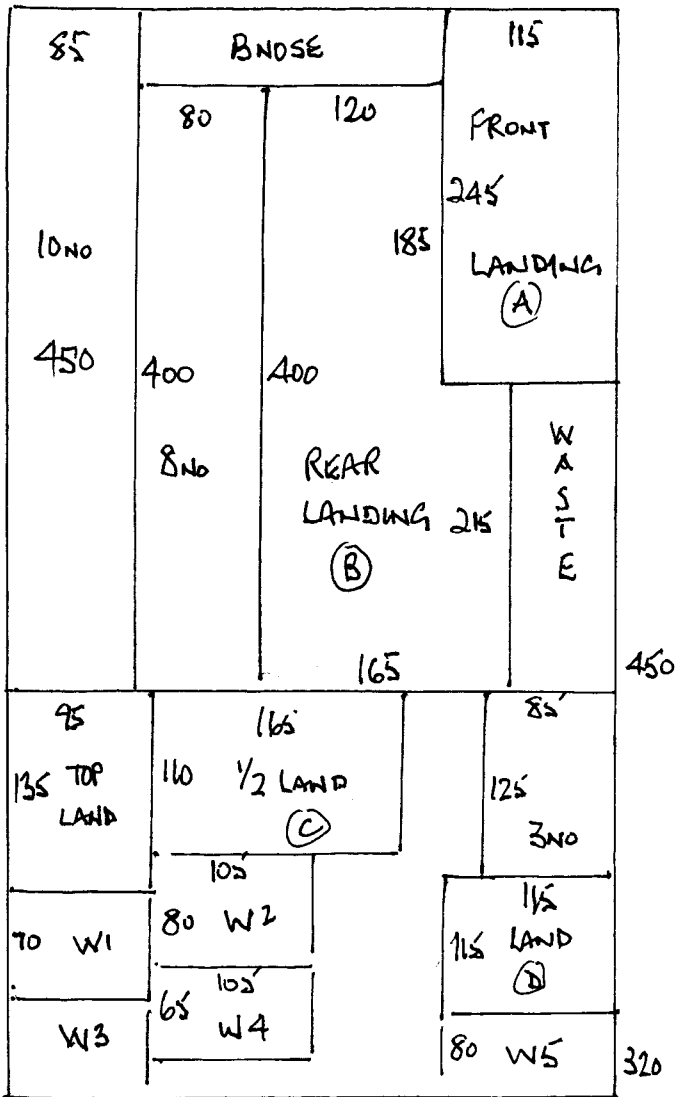 85
BNOSE
115
80
120
FRONT
245
185
10NO
LANDING
A
450
400
400
8NO
REAR
LANDING
215
B
WASTE
165
450
95
165
85
135
TOP
LAND
110
1/2 LAND
C
125
3NO
105
80 W2
115
115
LAND
D
70 W1
105
65
W4
W3
80 W5
320